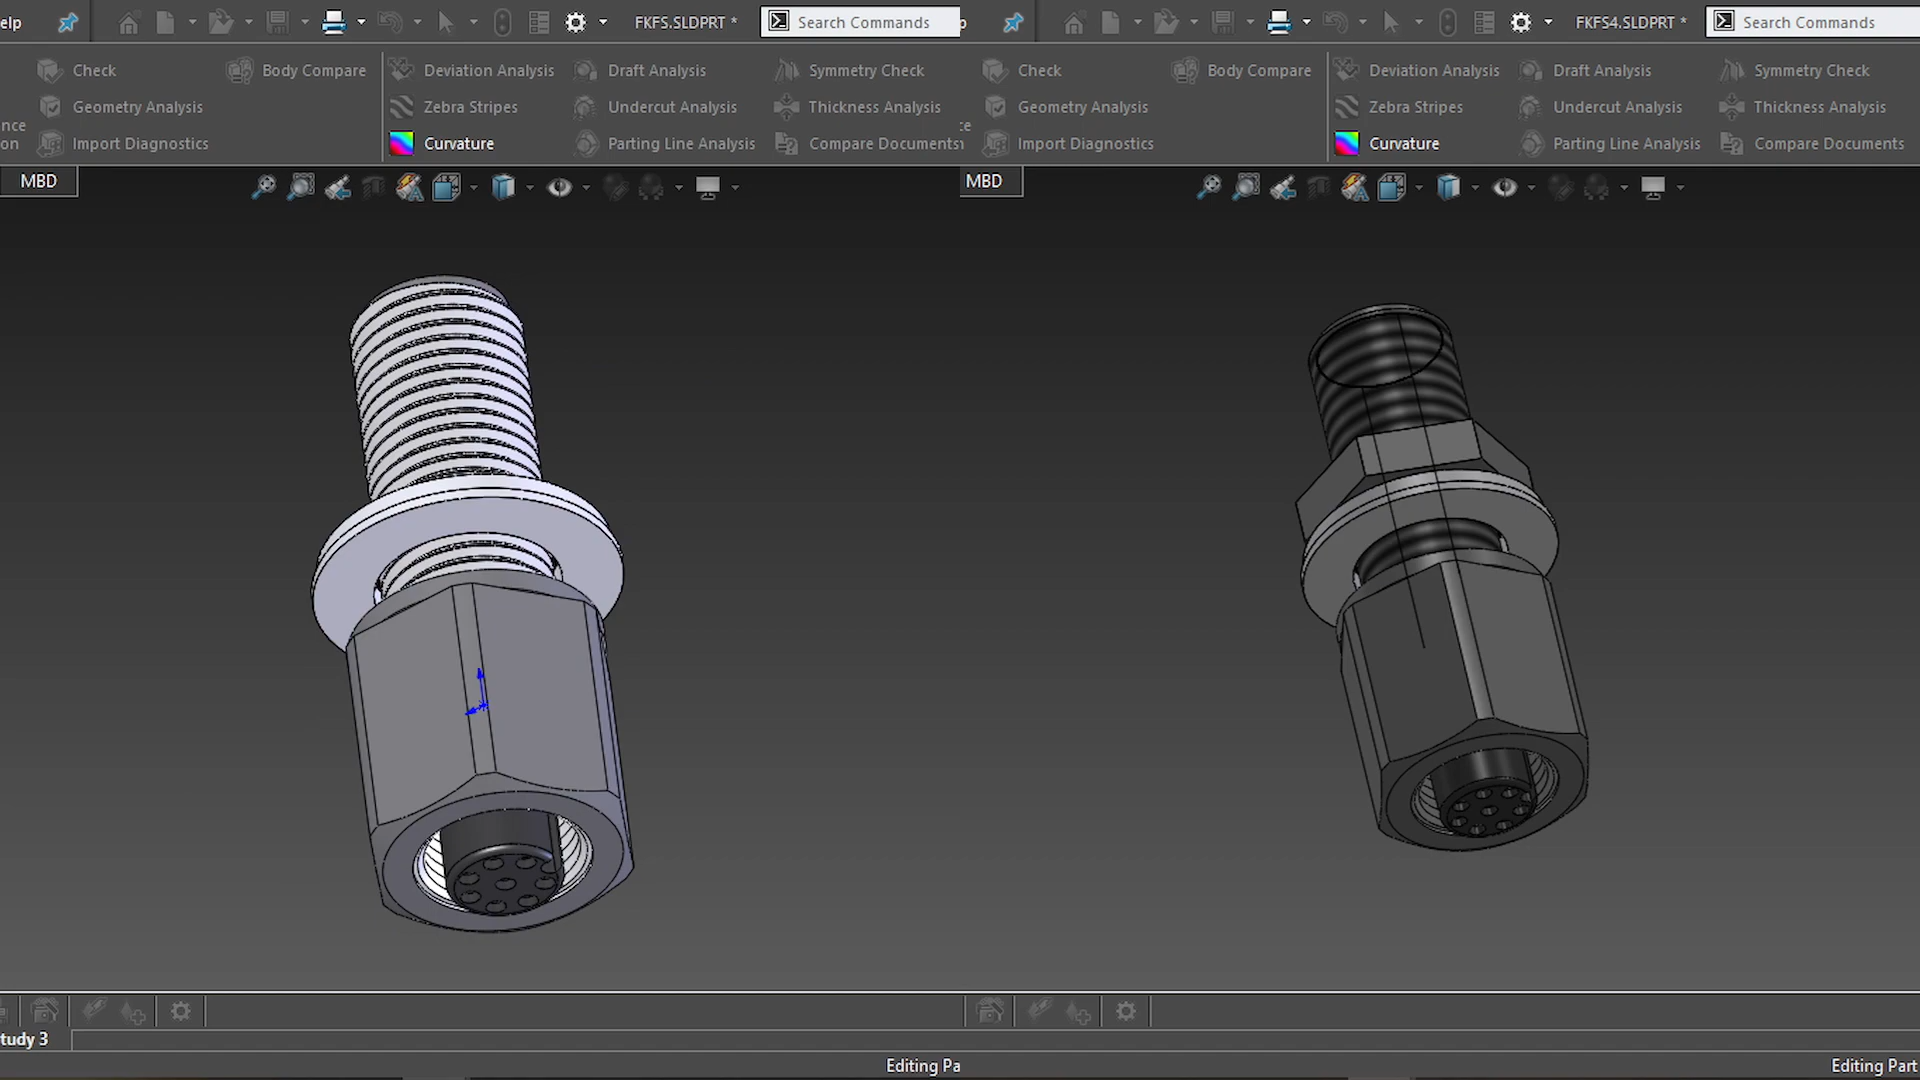 elp FKFS.SLDPRT * Search Commands
Check Body Compare Deviation Analysis Draft Analysis Symmetry Check
Geometry Analysis Zebra Stripes Undercut Analysis Thickness Analysis
nce
on Import Diagnostics Curvature Parting Line Analysis Compare Documents
MBD
tudy 3
Editing Pa
FKFS4.SLDPRT * Search Commands
Check Body Compare Deviation Analysis Draft Analysis Symmetry Check
Geometry Analysis Zebra Stripes Undercut Analysis Thickness Analysis
Import Diagnostics Curvature Parting Line Analysis Compare Documents
MBD
Editing Part